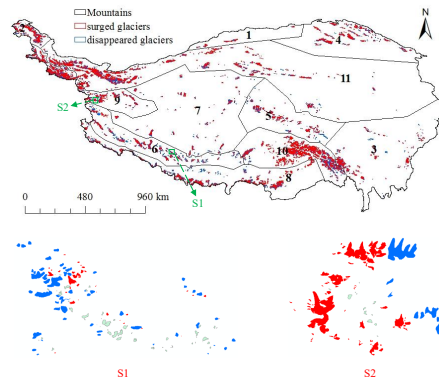 Mountains
surged glaciers
disappeared glaciers
N
1
2
4
11
S2
9
7
5
6
10
3
8
S1
0 480 960 km
S1 S2